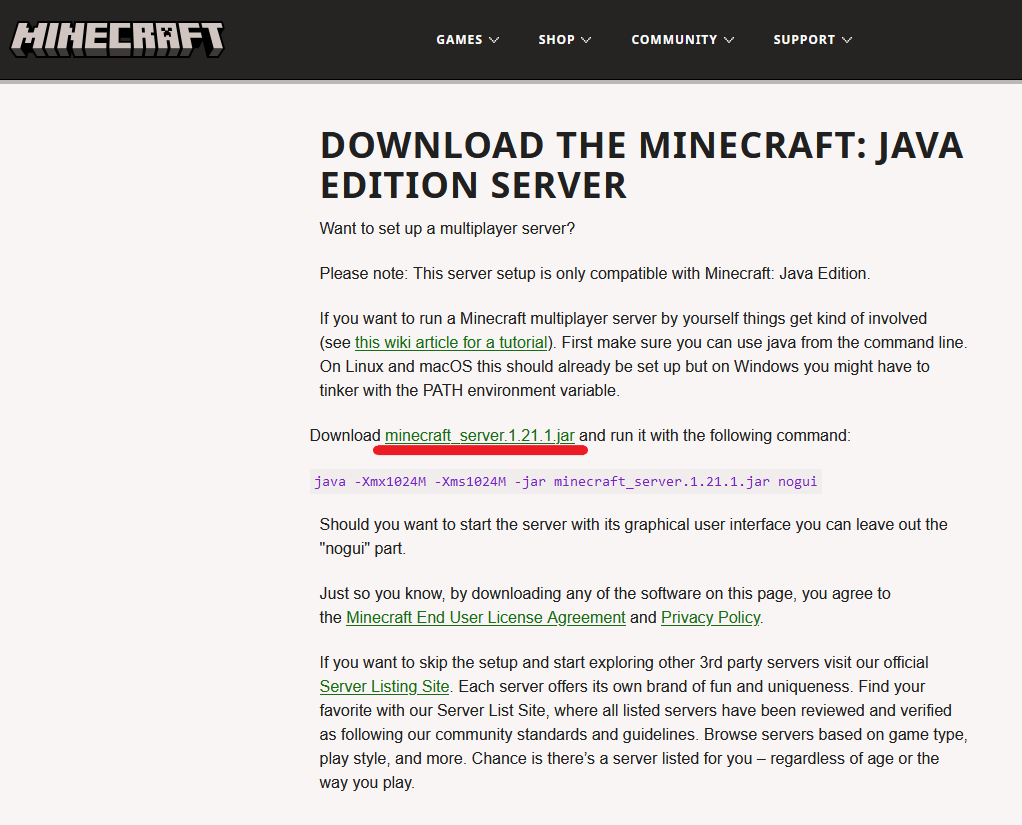 MINECRAFT
GAMES SHOP COMMUNITY SUPPORT
DOWNLOAD THE MINECRAFT: JAVA
EDITION SERVER
Want to set up a multiplayer server?
Please note: This server setup is only compatible with Minecraft: Java Edition.
If you want to run a Minecraft multiplayer server by yourself things get kind of involved
(see this wiki article for a tutorial). First make sure you can use java from the command line.
On Linux and macOS this should already be set up but on Windows you might have to
tinker with the PATH environment variable.
Download minecraft_server.1.21.1.jar and run it with the following command:
java -Xmx1024M -Xms1024M -jar minecraft_server.1.21.1.jar nogui
Should you want to start the server with its graphical user interface you can leave out the
"nogui" part.
Just so you know, by downloading any of the software on this page, you agree to
the Minecraft End User License Agreement and Privacy Policy.
If you want to skip the setup and start exploring other 3rd party servers visit our official
Server Listing Site. Each server offers its own brand of fun and uniqueness. Find your
favorite with our Server List Site, where all listed servers have been reviewed and verified
as following our community standards and guidelines. Browse servers based on game type,
play style, and more. Chance is there’s a server listed for you – regardless of age or the
way you play.